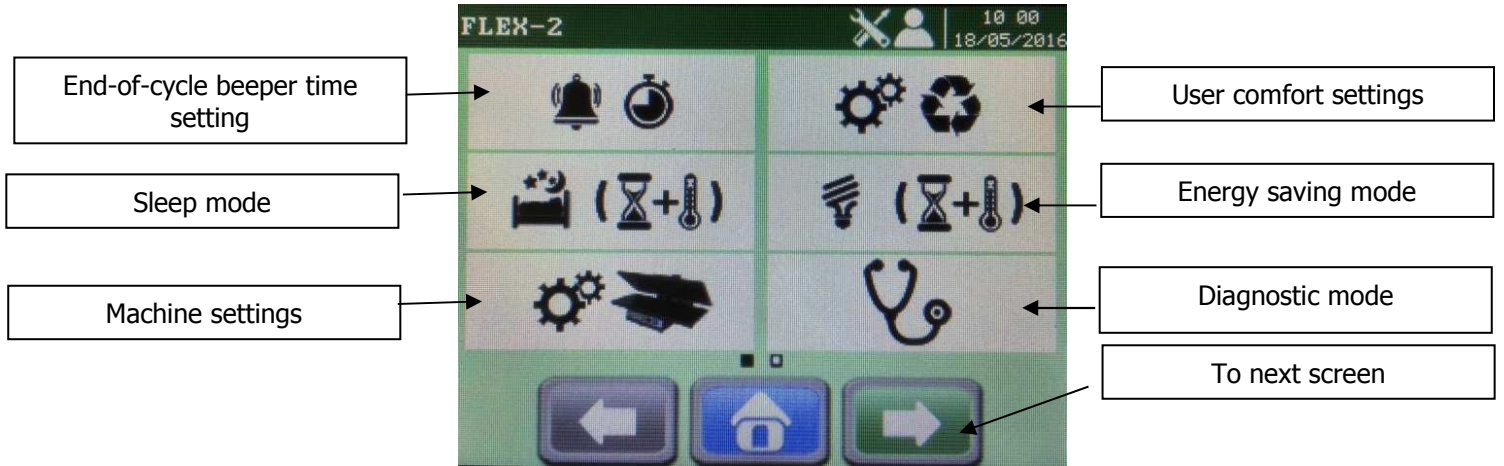 FLEX-2
10 00
18/05/2016
End-of-cycle beeper time
setting
User comfort settings
Sleep mode
( + )
( + )
Energy saving mode
Machine settings
Diagnostic mode
To next screen